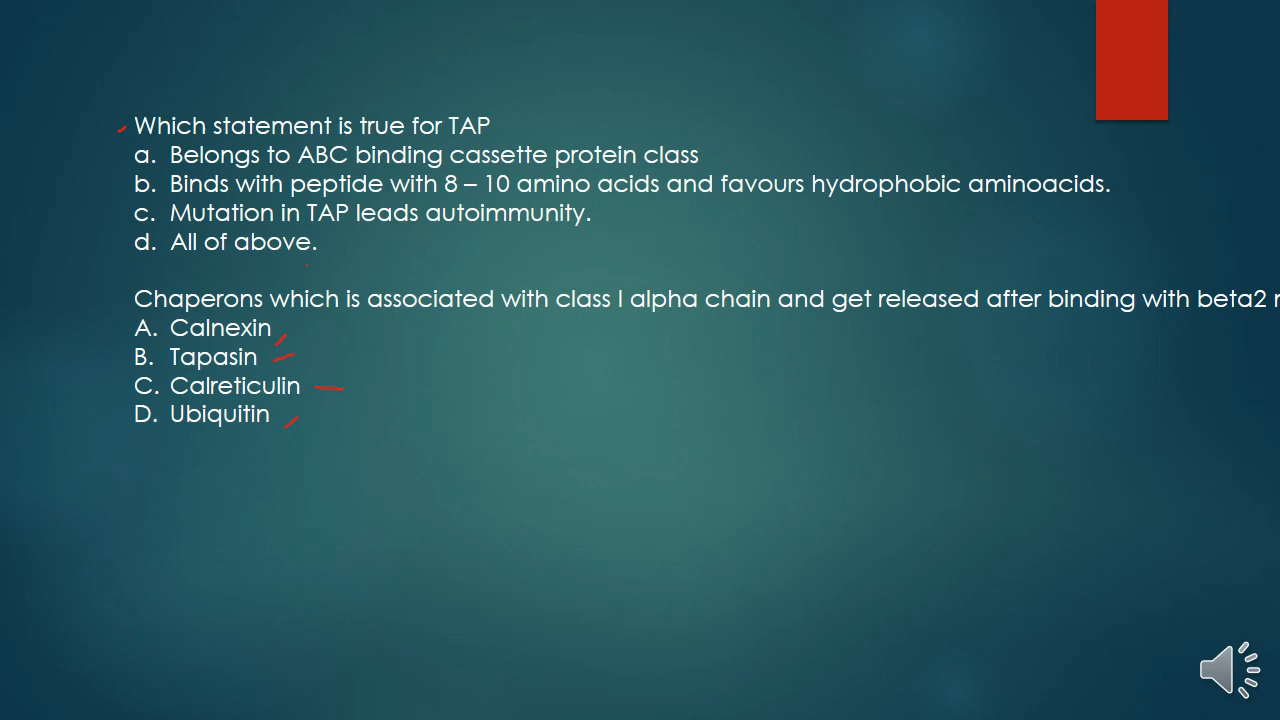 Which statement is true for TAP
a. Belongs to ABC binding cassette protein class
b. Binds with peptide with 8 – 10 amino acids and favours hydrophobic aminoacids.
c. Mutation in TAP leads autoimmunity.
d. All of above.
Chaperons which is associated with class I alpha chain and get released after binding with beta2
A. Calnexin
B. Tapasin
C. Calreticulin
D. Ubiquitin